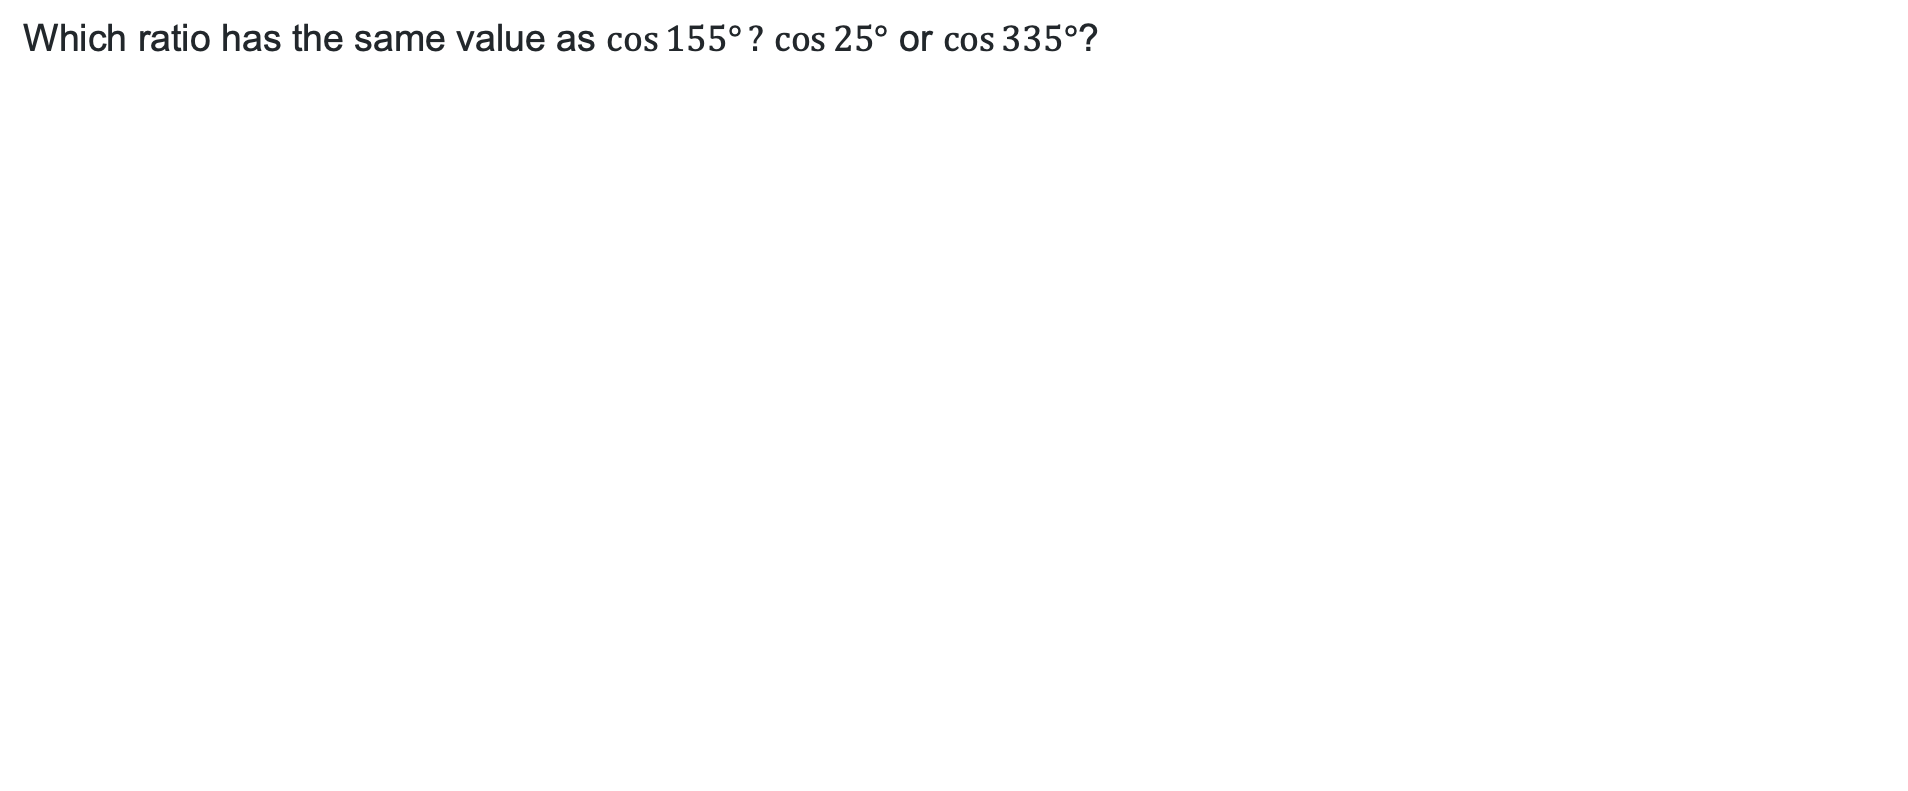 Which ratio has the same value as cos 155°? cos 25° or cos 335°?